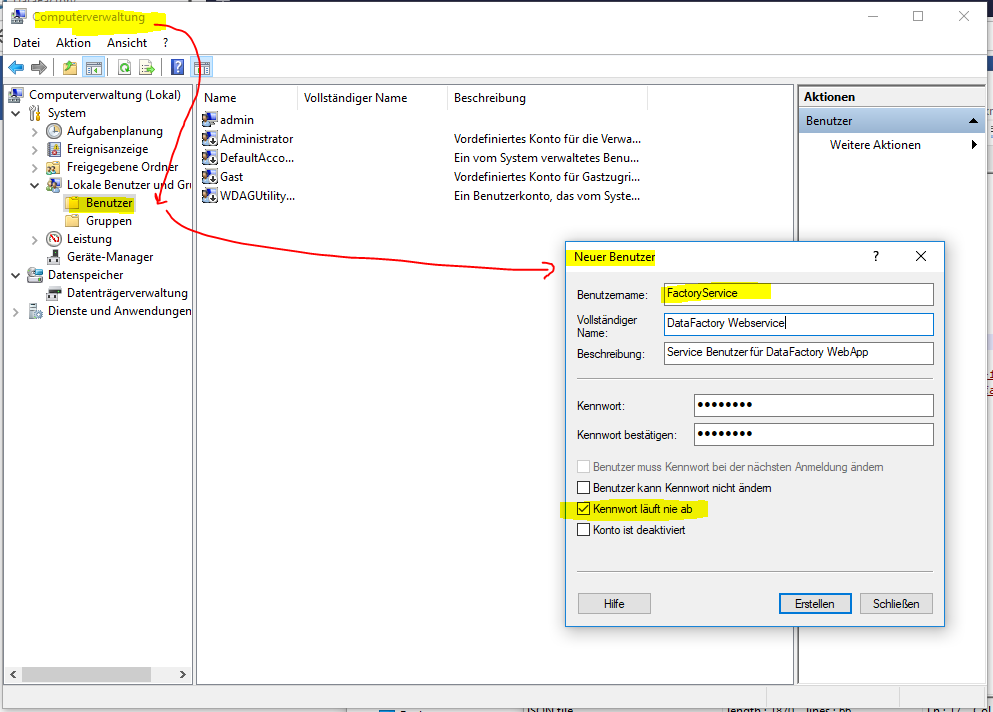 Computerverwaltung
Datei Aktion Ansicht ?
Computerverwaltung (Lokal)
System
Aufgabenplanung
Ereignisanzeige
Freigegebene Ordner
Lokale Benutzer und Gru
Benutzer
Gruppen
Leistung
Geräte-Manager
Datenspeicher
Datenträgerverwaltung
Dienste und Anwendungen
Name Vollständiger Name Beschreibung
admin
Administrator Vordefiniertes Konto für die Verwa...
DefaultAcco... Ein vom System verwaltetes Benu...
Gast Vordefiniertes Konto für Gastzugri...
WDAGUtility... Ein Benutzerkonto, das vom Syste...
Aktionen
Benutzer
Weitere Aktionen
Neuer Benutzer ?
Benutzername: FactoryService
Vollständiger
Name: DataFactory Webservice
Beschreibung: Service Benutzer für DataFactory WebApp
Kennwort: ●●●●●●●●
Kennwort bestätigen: ●●●●●●●●
Benutzer muss Kennwort bei der nächsten Anmeldung ändern
Benutzer kann Kennwort nicht ändern
Kennwort läuft nie ab
Konto ist deaktiviert
Hilfe Erstellen Schließen